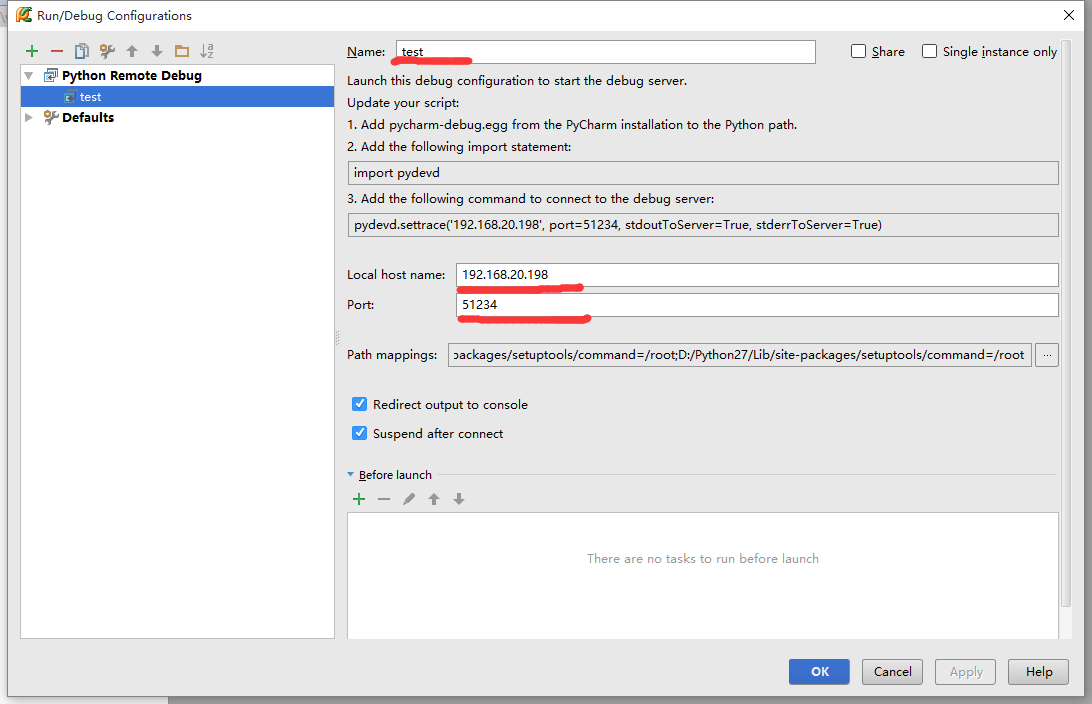 Run/Debug Configurations
Python Remote Debug
test
Defaults
Name: test Share Single instance only
Launch this debug configuration to start the debug server.
Update your script:
1. Add pycharm-debug.egg from the PyCharm installation to the Python path.
2. Add the following import statement:
import pydevd
3. Add the following command to connect to the debug server:
pydevd.settrace('192.168.20.198', port=51234, stdoutToServer=True, stderrToServer=True)
Local host name: 192.168.20.198
Port: 51234
Path mappings: packages/setuptools/command=/root;D:/Python27/Lib/site-packages/setuptools/command=/root ...
Redirect output to console
Suspend after connect
Before launch
There are no tasks to run before launch
OK Cancel Apply Help